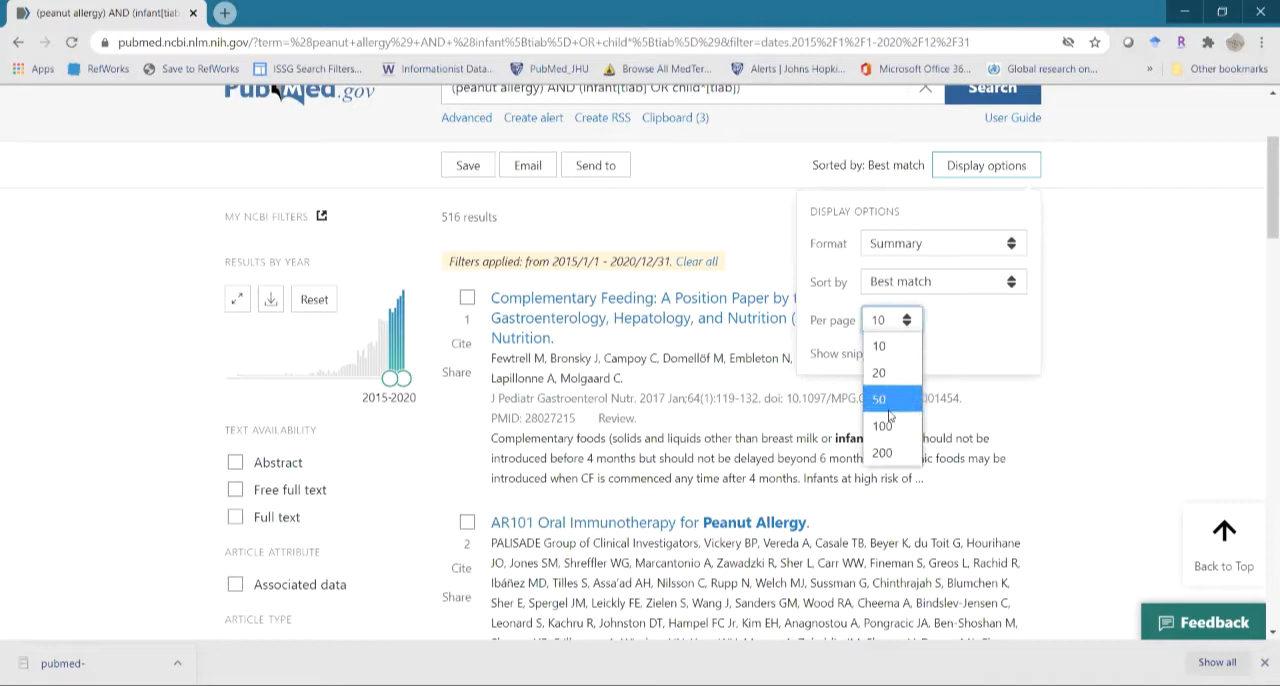 (peanut allergy) AND (infant[tiab
pubmed.ncbi.nlm.nih.gov/?term=%28peanut+allergy%29+AND+%28infant%5Btiab%5D+OR+child*%5Btiab%5D%29&filter=dates.2015%2F1%2F1-2020%2F12%2F31
Apps RefWorks Save to RefWorks ISSG Search Filters... Informationist Data... PubMed_JHU Browse All MedTer... Alerts | Johns Hopki... Microsoft Office 36... Global research on... » Other bookmarks
PubMed.gov (peanut allergy) AND (infant[tiab] OR child*[tiab]) Search
Advanced Create alert Create RSS Clipboard (3) User Guide
Save Email Send to Sorted by: Best match Display options
MY NCBI FILTERS
RESULTS BY YEAR
Reset
2015-2020
TEXT AVAILABILITY
Abstract
Free full text
Full text
ARTICLE ATTRIBUTE
Associated data
ARTICLE TYPE
516 results
Filters applied: from 2015/1/1 - 2020/12/31. Clear all
1
Cite
Share
Complementary Feeding: A Position Paper by
Gastroenterology, Hepatology, and Nutrition (
Nutrition.
Fewtrell M, Bronsky J, Campoy C, Domellöf M, Embleton N,
Lapillonne A, Molgaard C.
J Pediatr Gastroenterol Nutr. 2017 Jan;64(1):119-132. doi: 10.1097/MPG. 001454.
PMID: 28027215 Review.
Complementary foods (solids and liquids other than breast milk or infan hould not be
introduced before 4 months but should not be delayed beyond 6 month ic foods may be
introduced when CF is commenced any time after 4 months. Infants at high risk of ...
2
Cite
Share
AR101 Oral Immunotherapy for Peanut Allergy.
PALISADE Group of Clinical Investigators, Vickery BP, Vereda A, Casale TB, Beyer K, du Toit G, Hourihane
JO, Jones SM, Shreffler WG, Marcantonio A, Zawadzki R, Sher L, Carr WW, Fineman S, Greos L, Rachid R,
Ibáñez MD, Tilles S, Assa'ad AH, Nilsson C, Rupp N, Welch MJ, Sussman G, Chinthrajah S, Blumchen K,
Sher E, Spergel JM, Leickly FE, Zielen S, Wang J, Sanders GM, Wood RA, Cheema A, Bindslev-Jensen C,
Leonard S, Kachru R, Johnston DT, Hampel FC Jr, Kim EH, Anagnostou A, Pongracic JA, Ben-Shoshan M,
DISPLAY OPTIONS
Format Summary
Sort by Best match
Per page 10
Show snip
10
20
50
100
200
Back to Top
Feedback
pubmed-
Show all